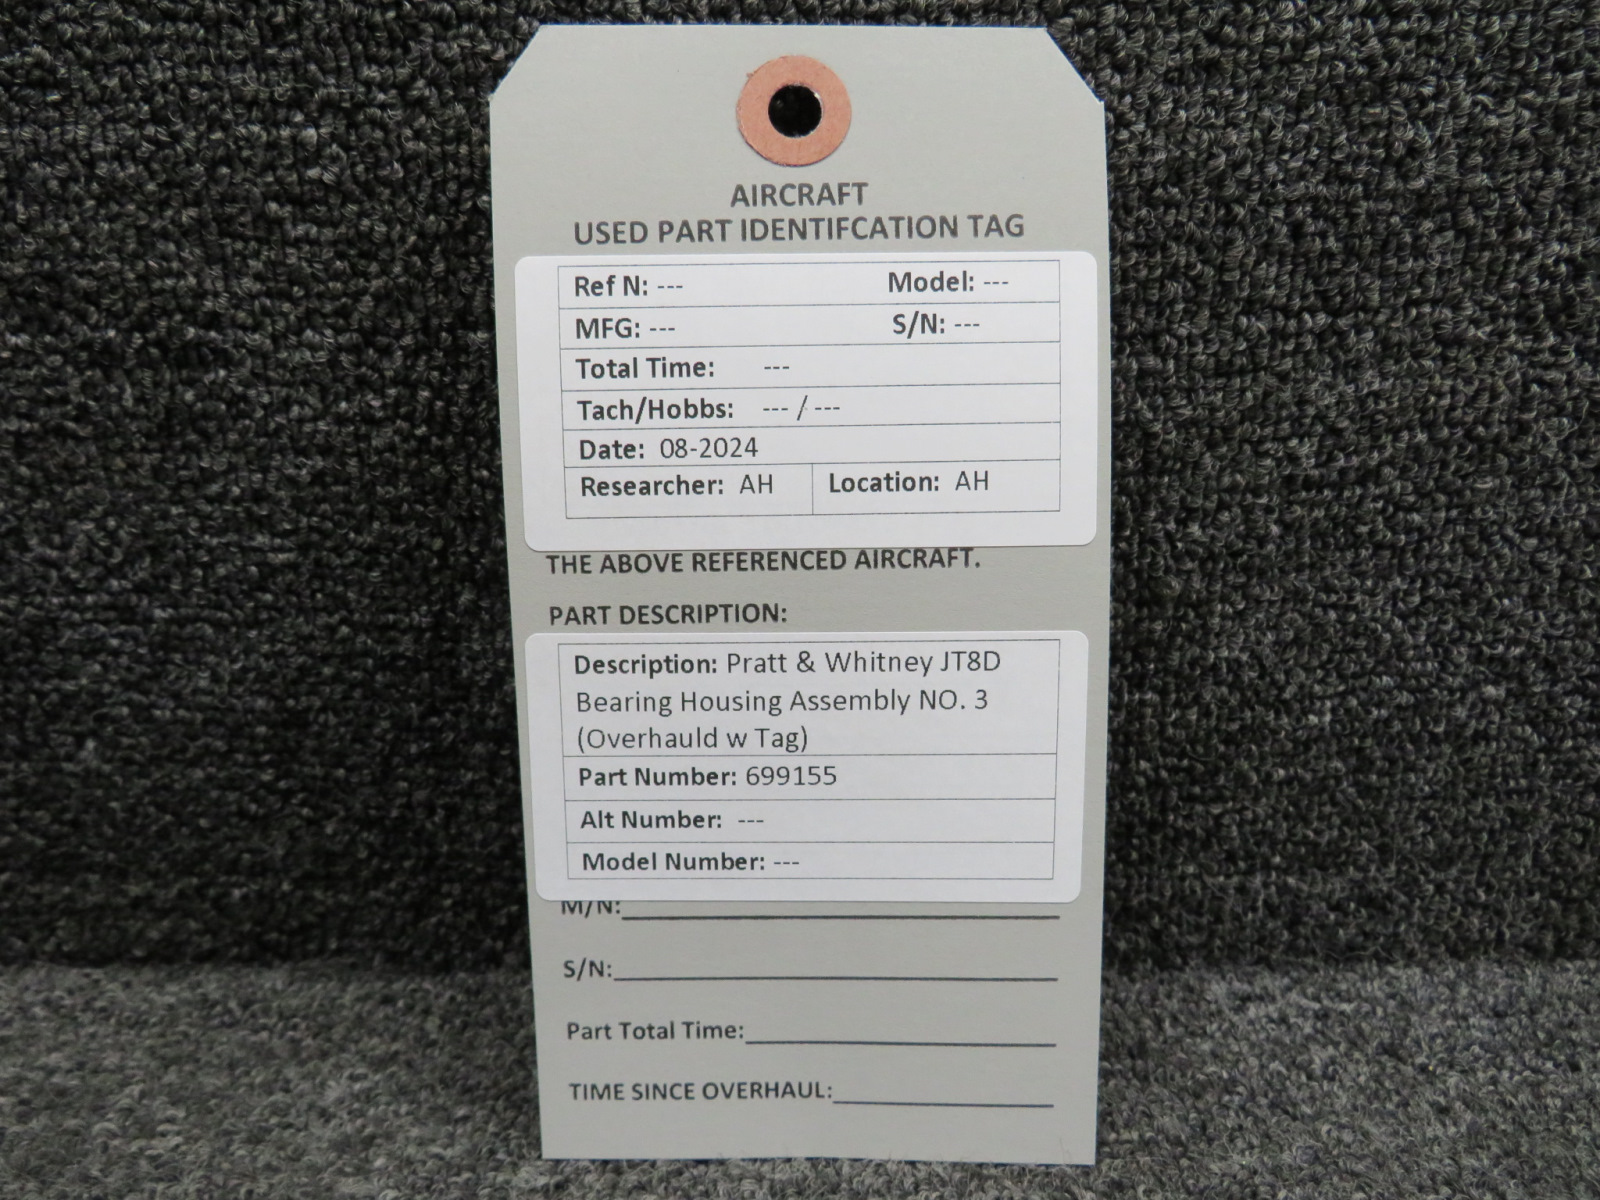 AIRCRAFT
USED PART IDENTIFCATION TAG
Ref N: --- Model: ---
MFG: --- S/N: ---
Total Time: ---
Tach/Hobbs: --- / ---
Date: 08-2024
Researcher: AH Location: AH
THE ABOVE REFERENCED AIRCRAFT.
PART DESCRIPTION:
Description: Pratt & Whitney JT8D
Bearing Housing Assembly NO. 3
(Overhauld w Tag)
Part Number: 699155
Alt Number: ---
Model Number: ---
M/N:
S/N:
Part Total Time:
TIME SINCE OVERHAUL: